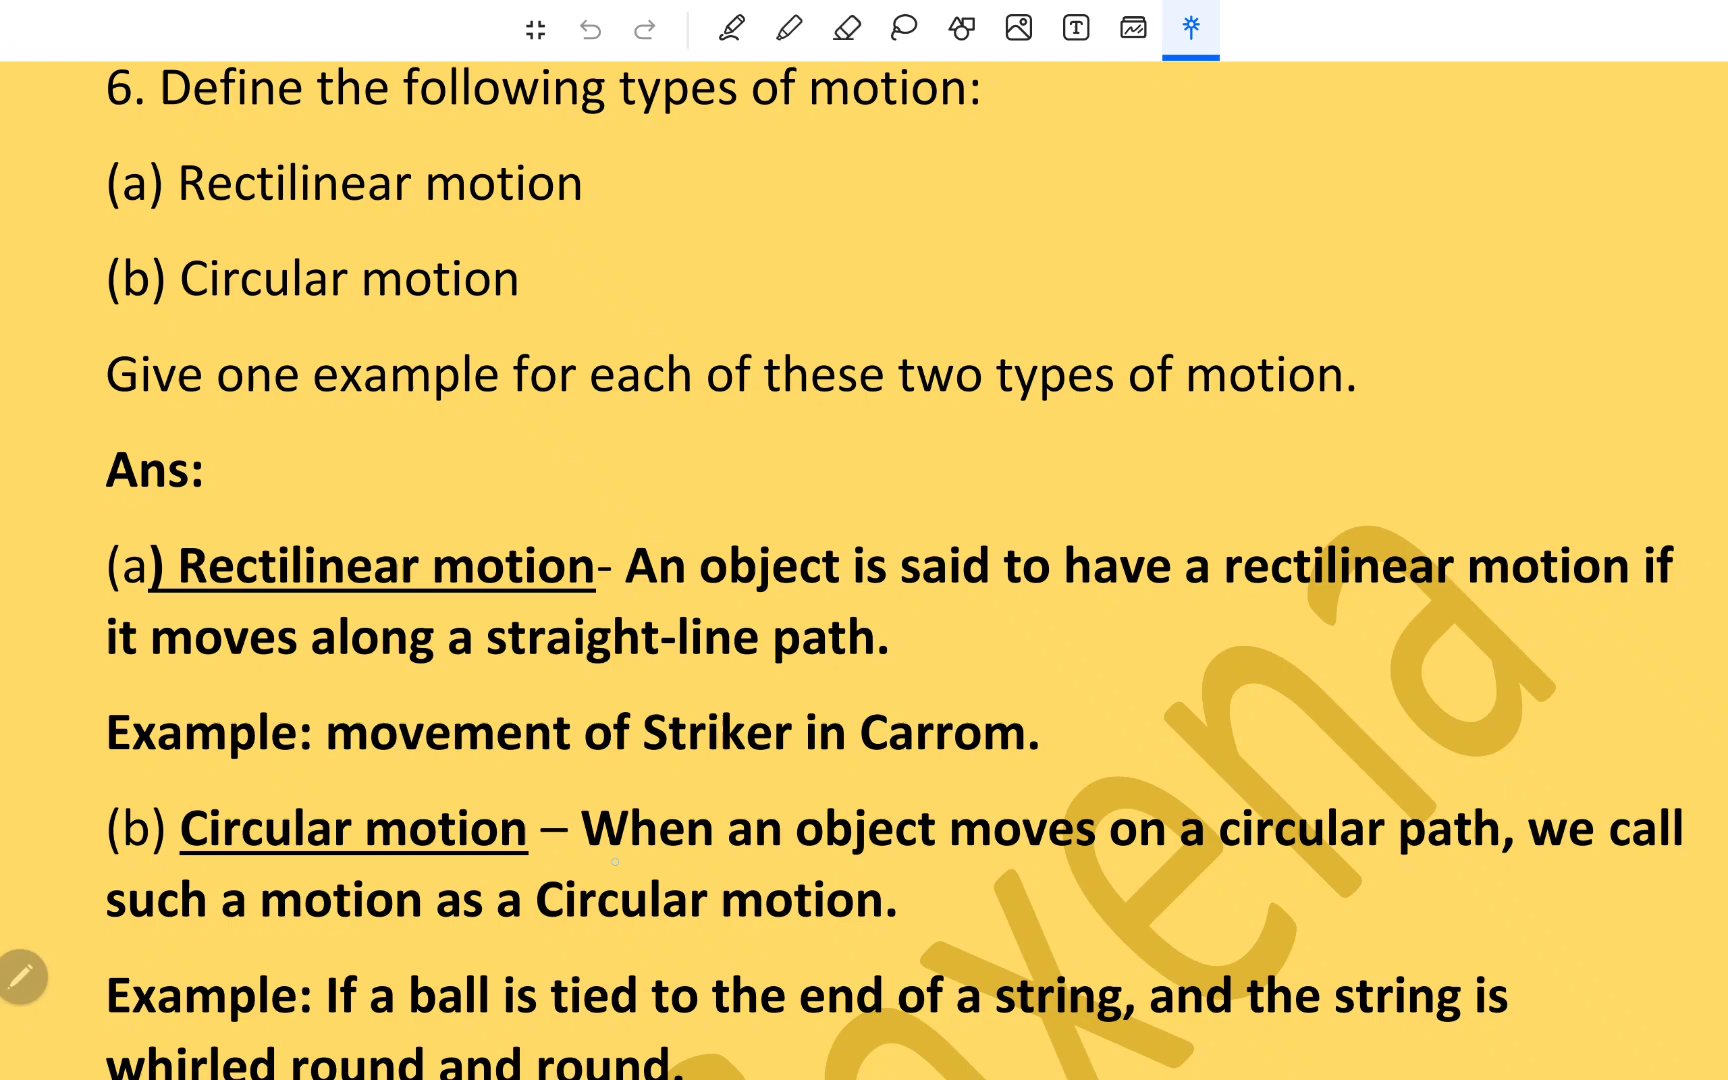 6. Define the following types of motion:
(a) Rectilinear motion
(b) Circular motion
Give one example for each of these two types of motion.
Ans:
(a) Rectilinear motion- An object is said to have a rectilinear motion if
it moves along a straight-line path.
Example: movement of Striker in Carrom.
(b) Circular motion – When an object moves on a circular path, we call
such a motion as a Circular motion.
Example: If a ball is tied to the end of a string, and the string is
whirled round and round.